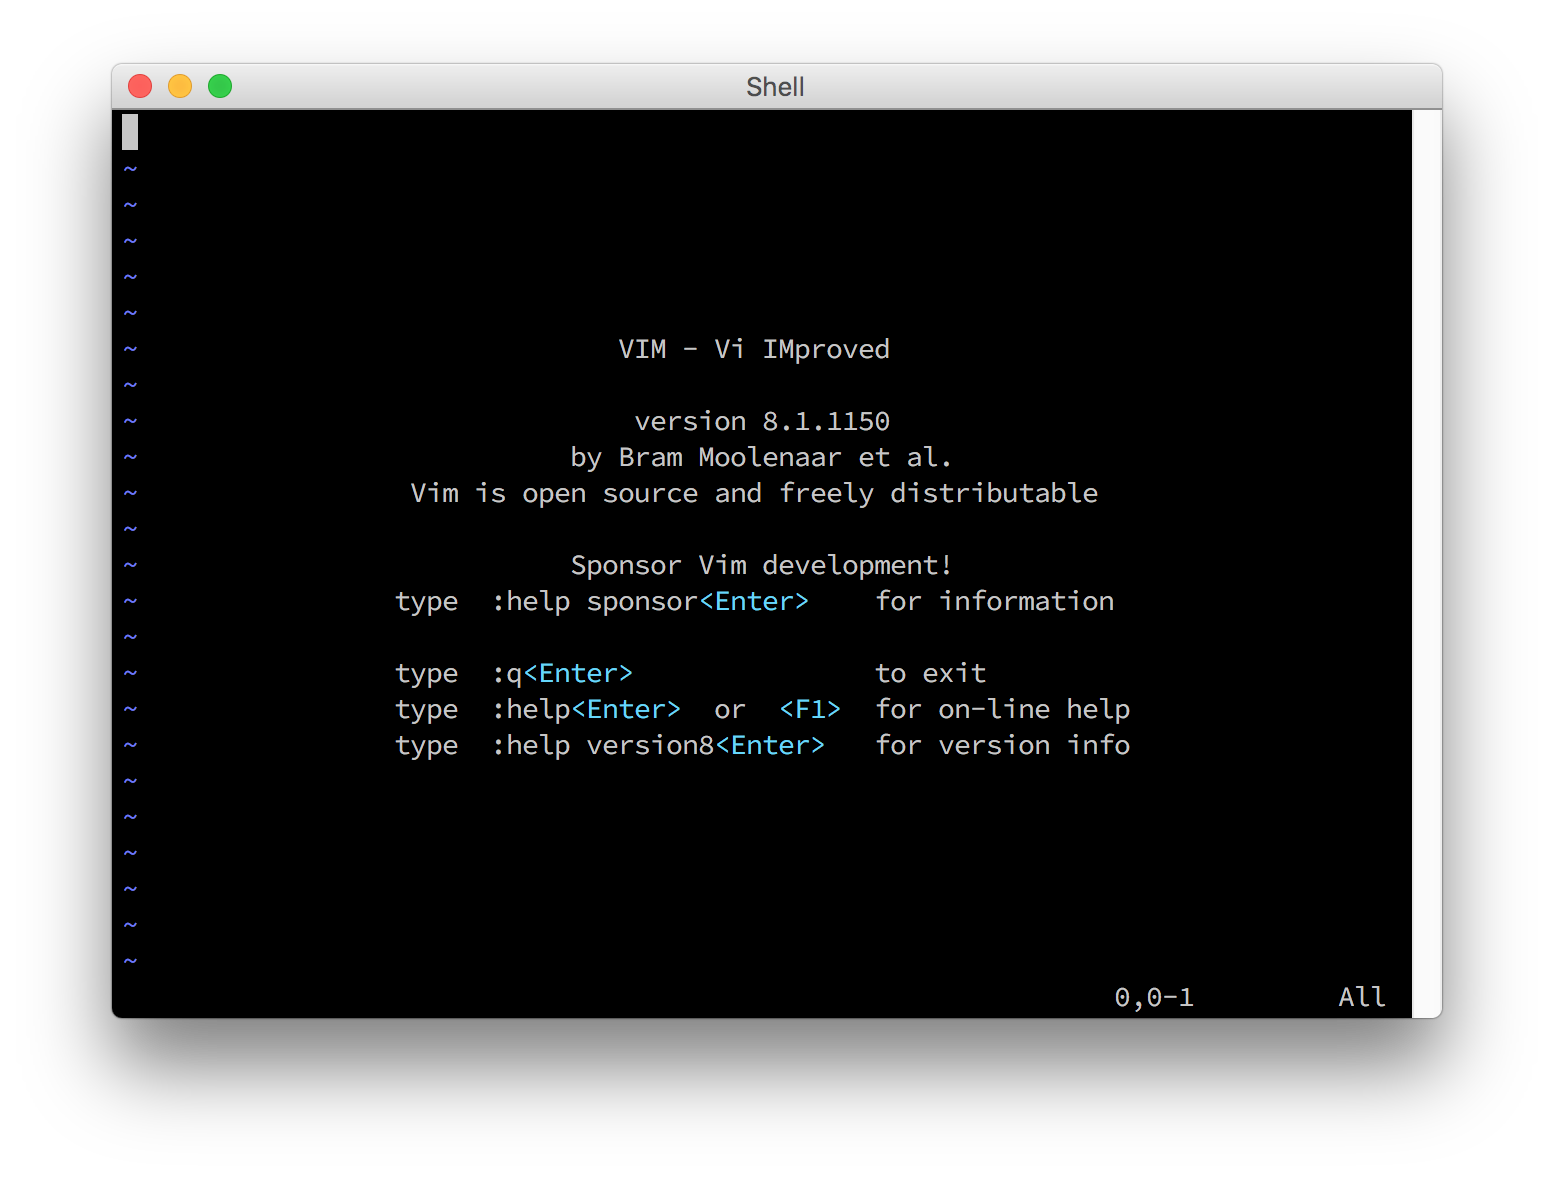 Shell
~
~
~
~
~
~ VIM - Vi IMproved
~
~ version 8.1.1150
~ by Bram Moolenaar et al.
~ Vim is open source and freely distributable
~
~ Sponsor Vim development!
~ type :help sponsor<Enter> for information
~
~ type :q<Enter> to exit
~ type :help<Enter> or <F1> for on-line help
~ type :help version8<Enter> for version info
~
~
~
~
~
~
0,0-1 All